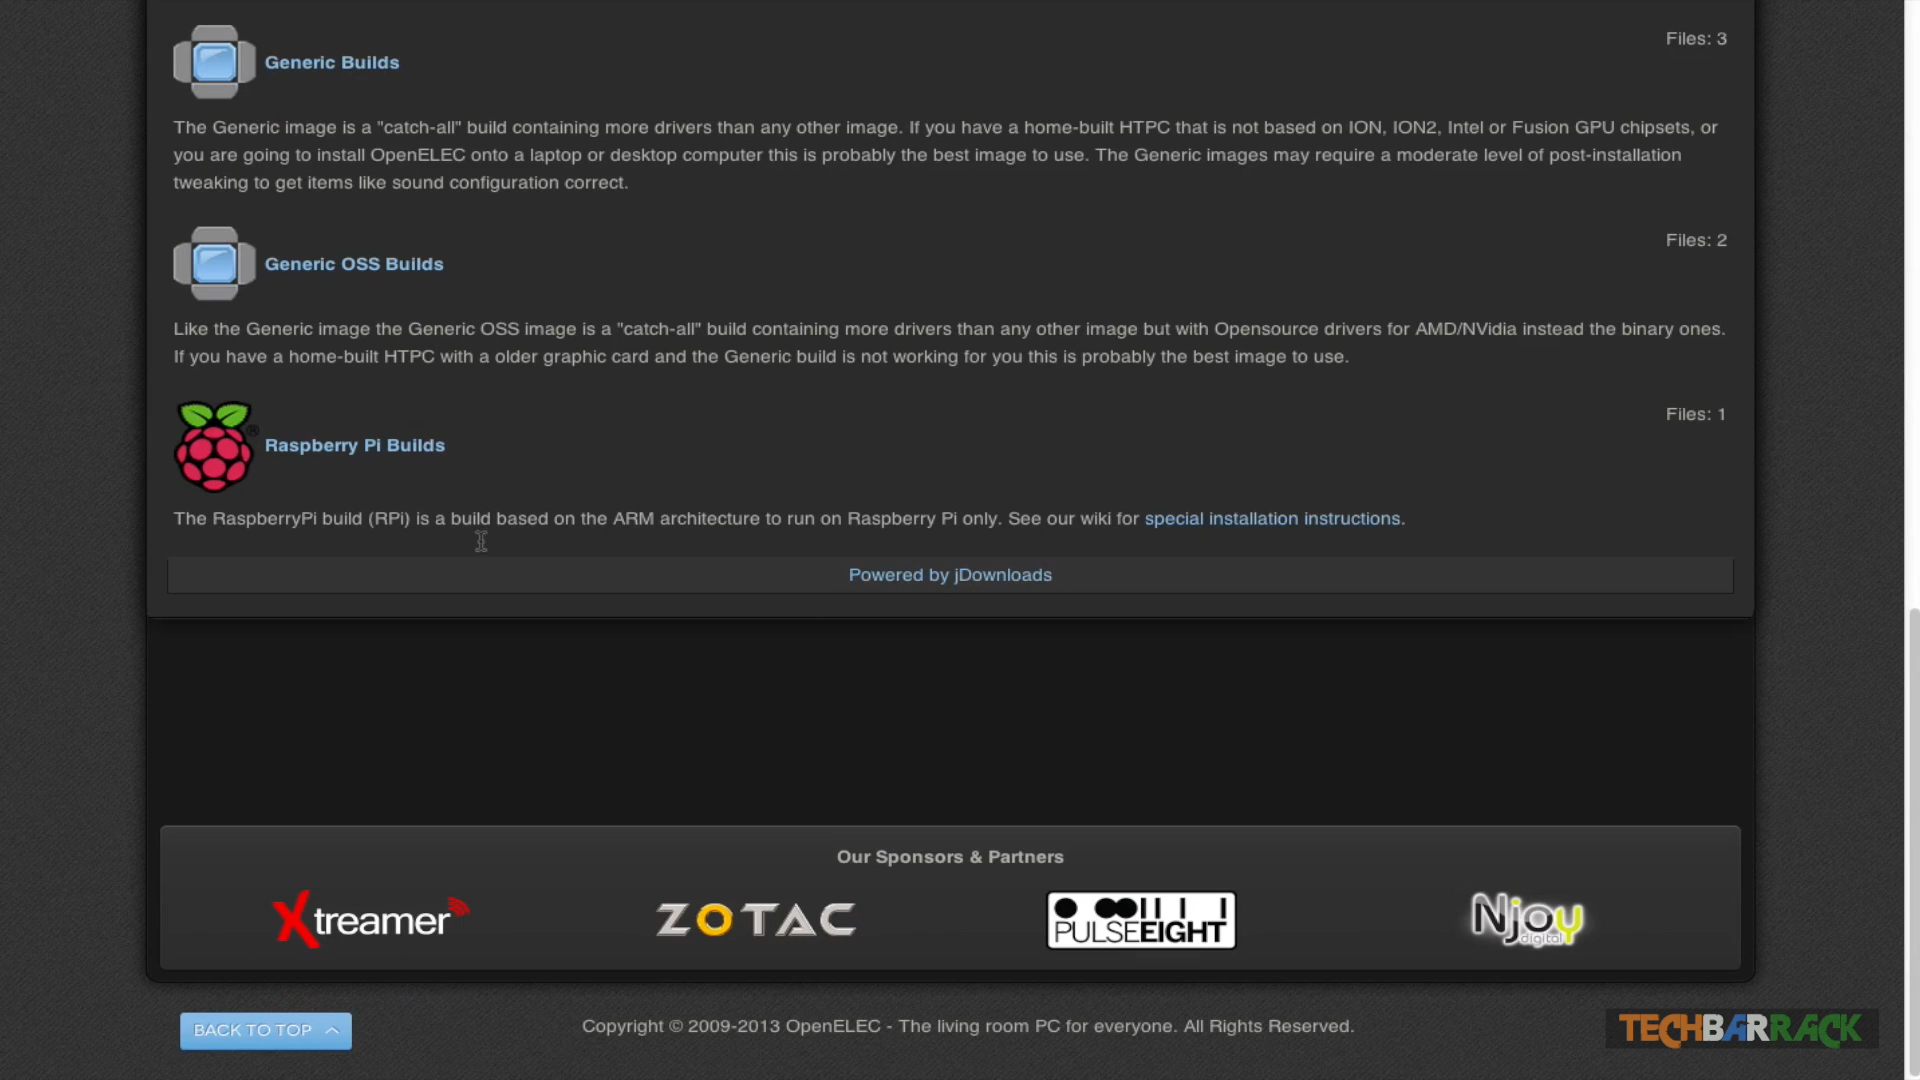 Files: 3
Generic Builds
The Generic image is a "catch-all" build containing more drivers than any other image. If you have a home-built HTPC that is not based on ION, ION2, Intel or Fusion GPU chipsets, or
you are going to install OpenELEC onto a laptop or desktop computer this is probably the best image to use. The Generic images may require a moderate level of post-installation
tweaking to get items like sound configuration correct.
Files: 2
Generic OSS Builds
Like the Generic image the Generic OSS image is a "catch-all" build containing more drivers than any other image but with Opensource drivers for AMD/NVidia instead the binary ones.
If you have a home-built HTPC with a older graphic card and the Generic build is not working for you this is probably the best image to use.
Files: 1
®
Raspberry Pi Builds
The RaspberryPi build (RPi) is a build based on the ARM architecture to run on Raspberry Pi only. See our wiki for special installation instructions.
Powered by jDownloads
Our Sponsors & Partners
Xtreamer
ZOTAC
PULSEEIGHT
Njoy
digital
BACK TO TOP
Copyright © 2009-2013 OpenELEC - The living room PC for everyone. All Rights Reserved.
TECHBARRACK